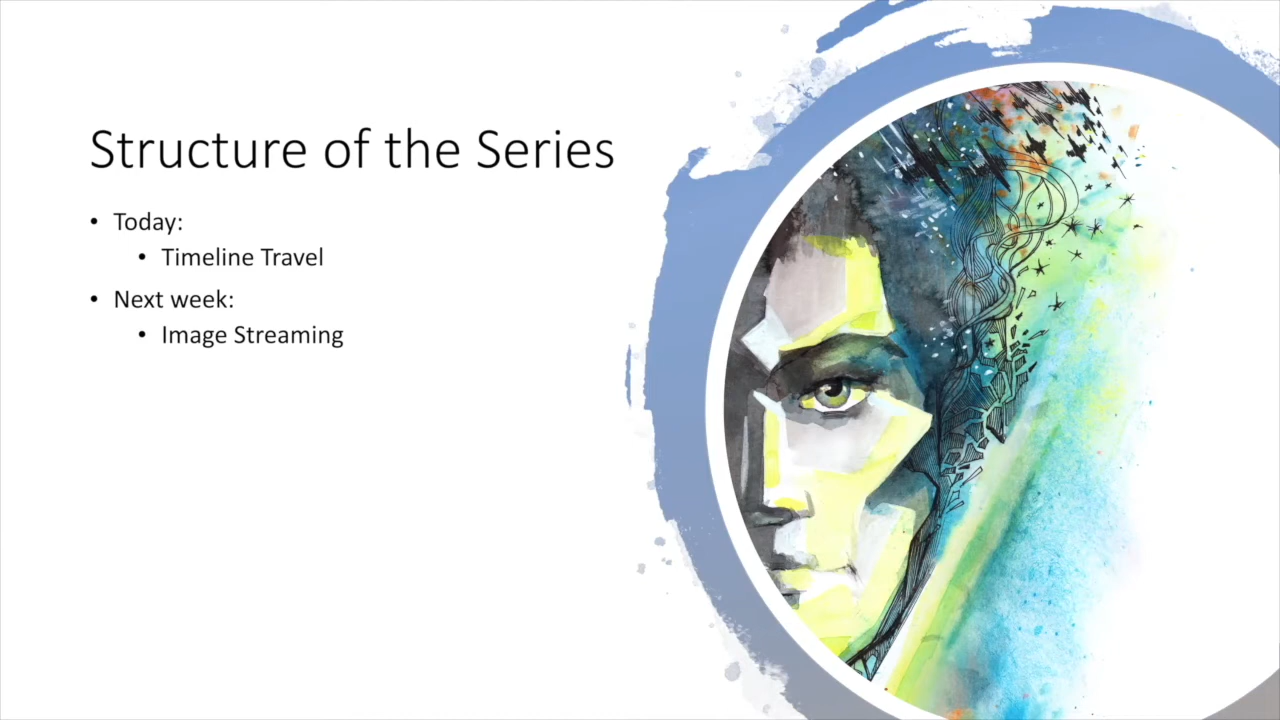 Structure of the Series
• Today:
• Timeline Travel
• Next week:
• Image Streaming